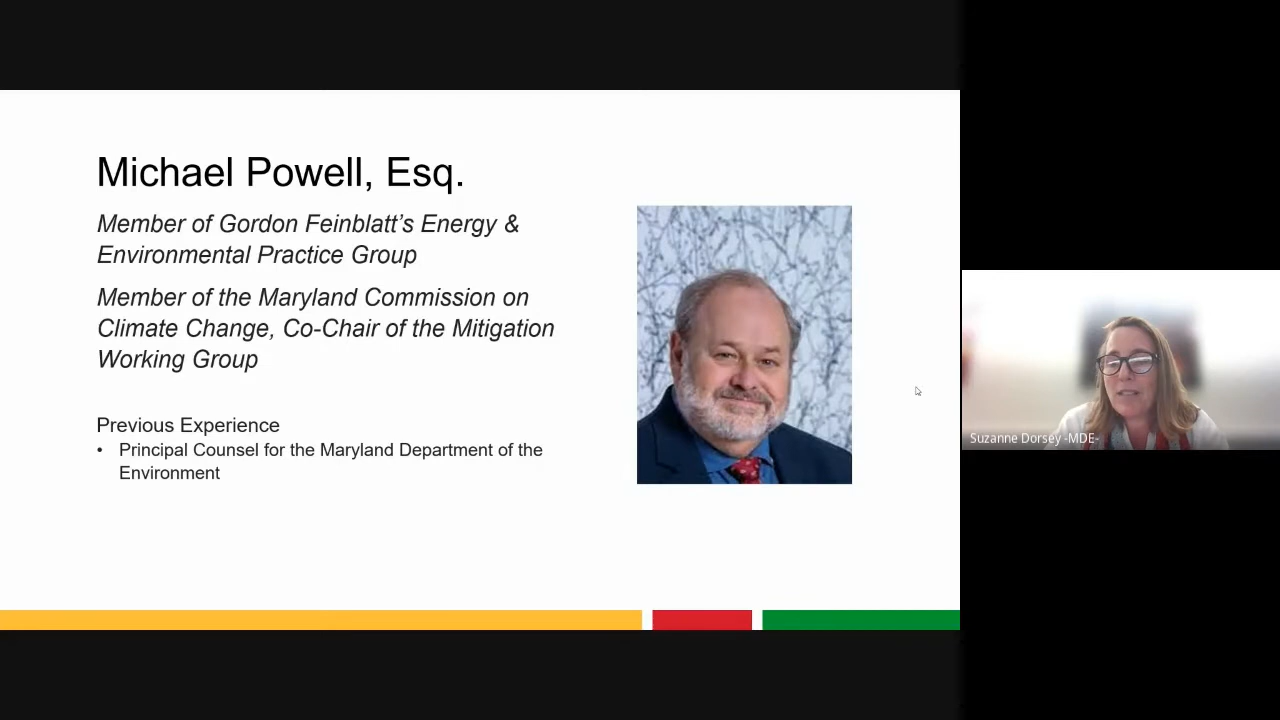 Michael Powell, Esq.
Member of Gordon Feinblatt’s Energy &
Environmental Practice Group
Member of the Maryland Commission on
Climate Change, Co-Chair of the Mitigation
Working Group
Previous Experience
• Principal Counsel for the Maryland Department of the
Environment
Suzanne Dorsey -MDE-